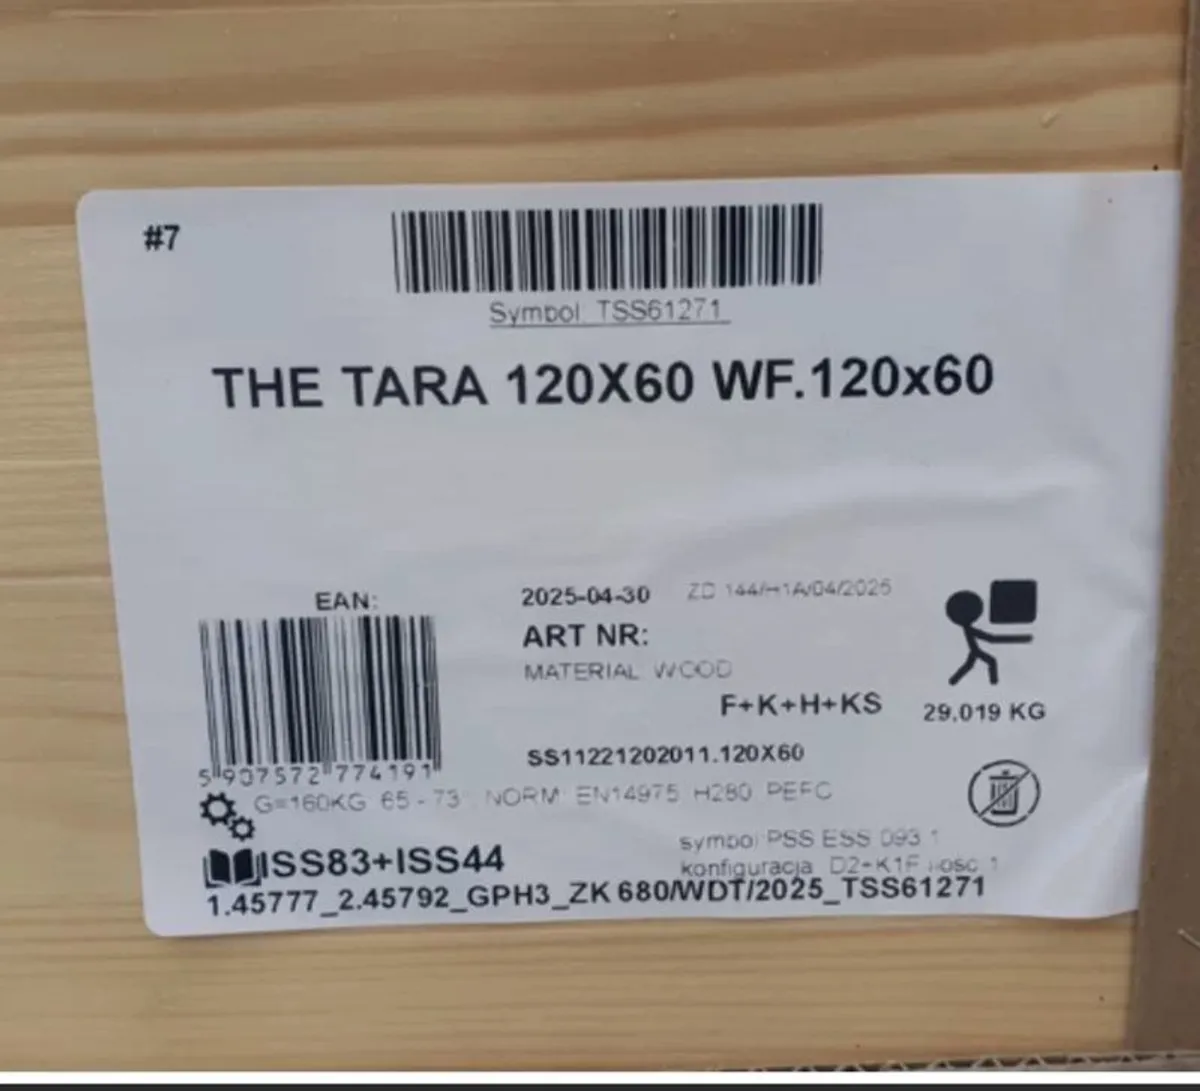 #7
Symbol: TSS61271
THE TARA 120X60 WF.120x60
EAN:
2025-04-30 ZD 144/H1A/04/2025
ART NR:
MATERIAL: WOOD
F+K+H+KS
29.019 KG
SS11221202011.120X60
5 907572 774191
G=160KG 65 - 73° NORM: EN14975 H280 PEFC
symbol PSS ESS 093 1
ISS83+ISS44
konfiguracja D2-K1F ilosc 1
1.45777_2.45792_GPH3_ZK 680/WDT/2025_TSS61271